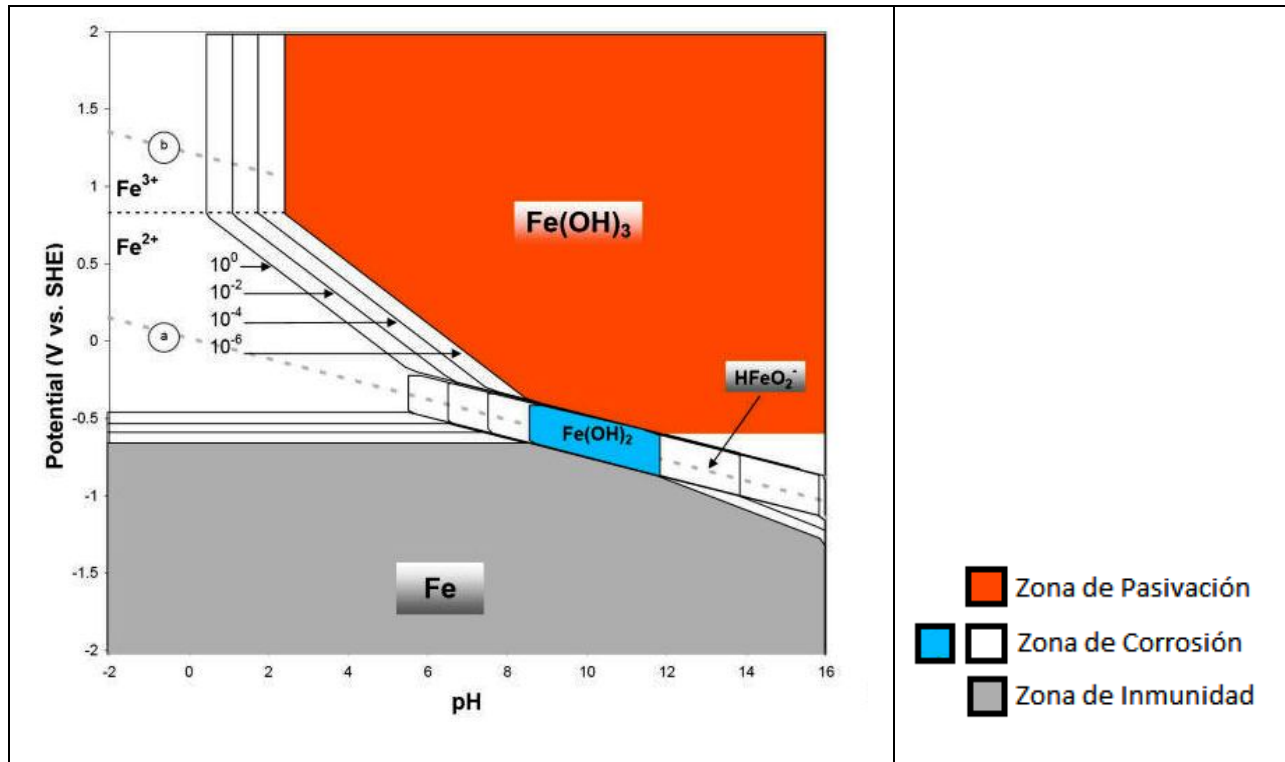 2
1.5
1
0.5
0
-0.5
-1
-1.5
-2
Potential (V vs. SHE)
b
Fe³⁺
Fe²⁺
a
10⁰
10⁻²
10⁻⁴
10⁻⁶
Fe(OH)₃
HFeO₂⁻
Fe(OH)₂
Fe
-2 0 2 4 6 8 10 12 14 16
pH
Zona de Pasivación
Zona de Corrosión
Zona de Inmunidad